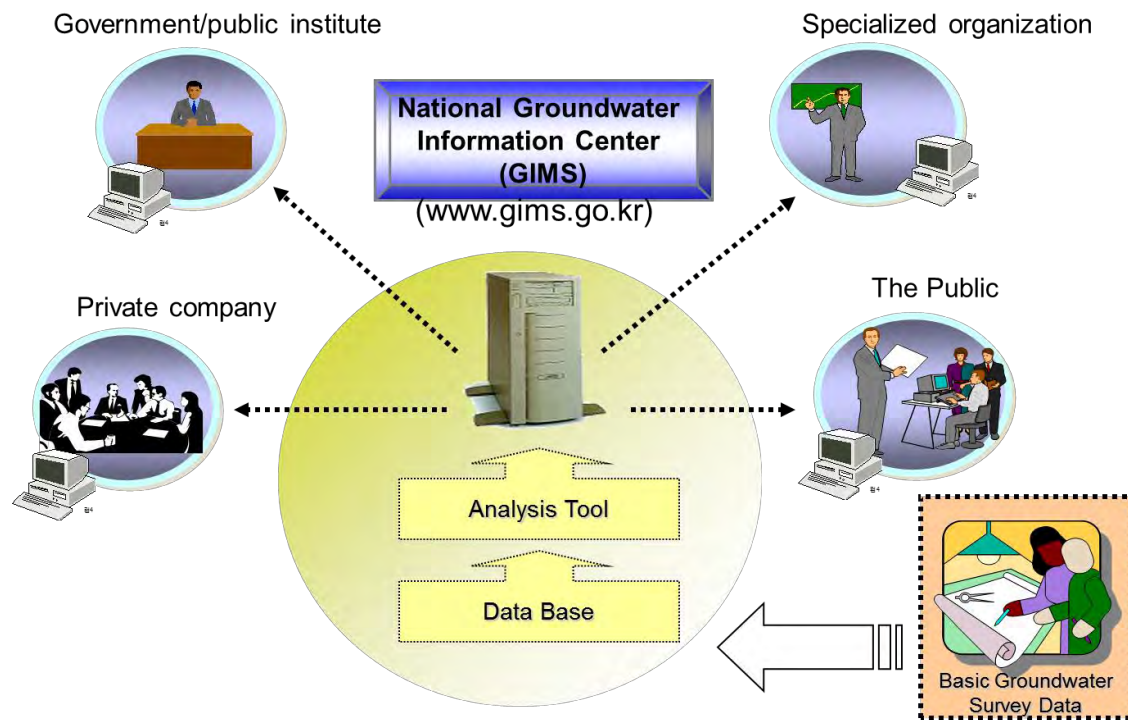 Government/public institute
Specialized organization
National Groundwater
Information Center
(GIMS)
(www.gims.go.kr)
Private company
The Public
Analysis Tool
Data Base
Basic Groundwater
Survey Data